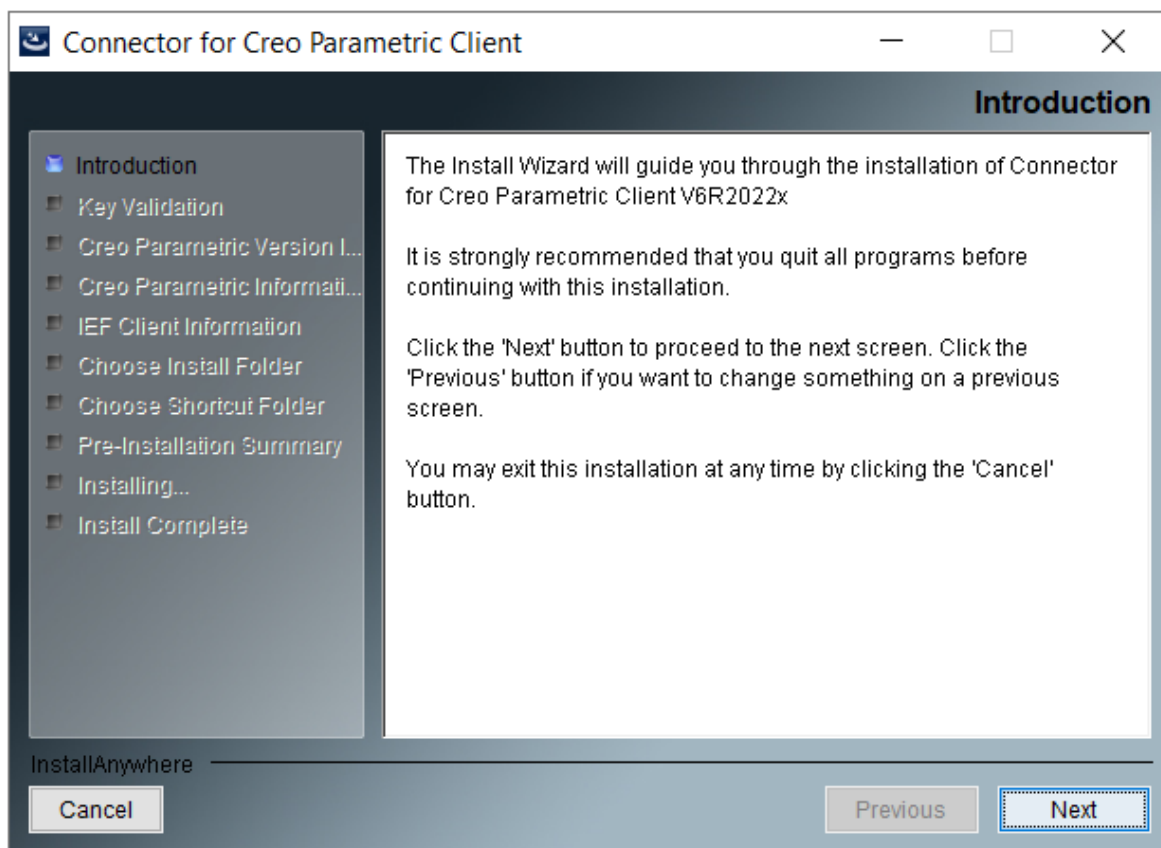 Connector for Creo Parametric Client
Introduction
Introduction
Key Validation
Creo Parametric Version I...
Creo Parametric Informati...
IEF Client Information
Choose Install Folder
Choose Shortcut Folder
Pre-Installation Summary
Installing...
Install Complete
The Install Wizard will guide you through the installation of Connector
for Creo Parametric Client V6R2022x
It is strongly recommended that you quit all programs before
continuing with this installation.
Click the 'Next' button to proceed to the next screen. Click the
'Previous' button if you want to change something on a previous
screen.
You may exit this installation at any time by clicking the 'Cancel'
button.
InstallAnywhere
Cancel
Previous
Next